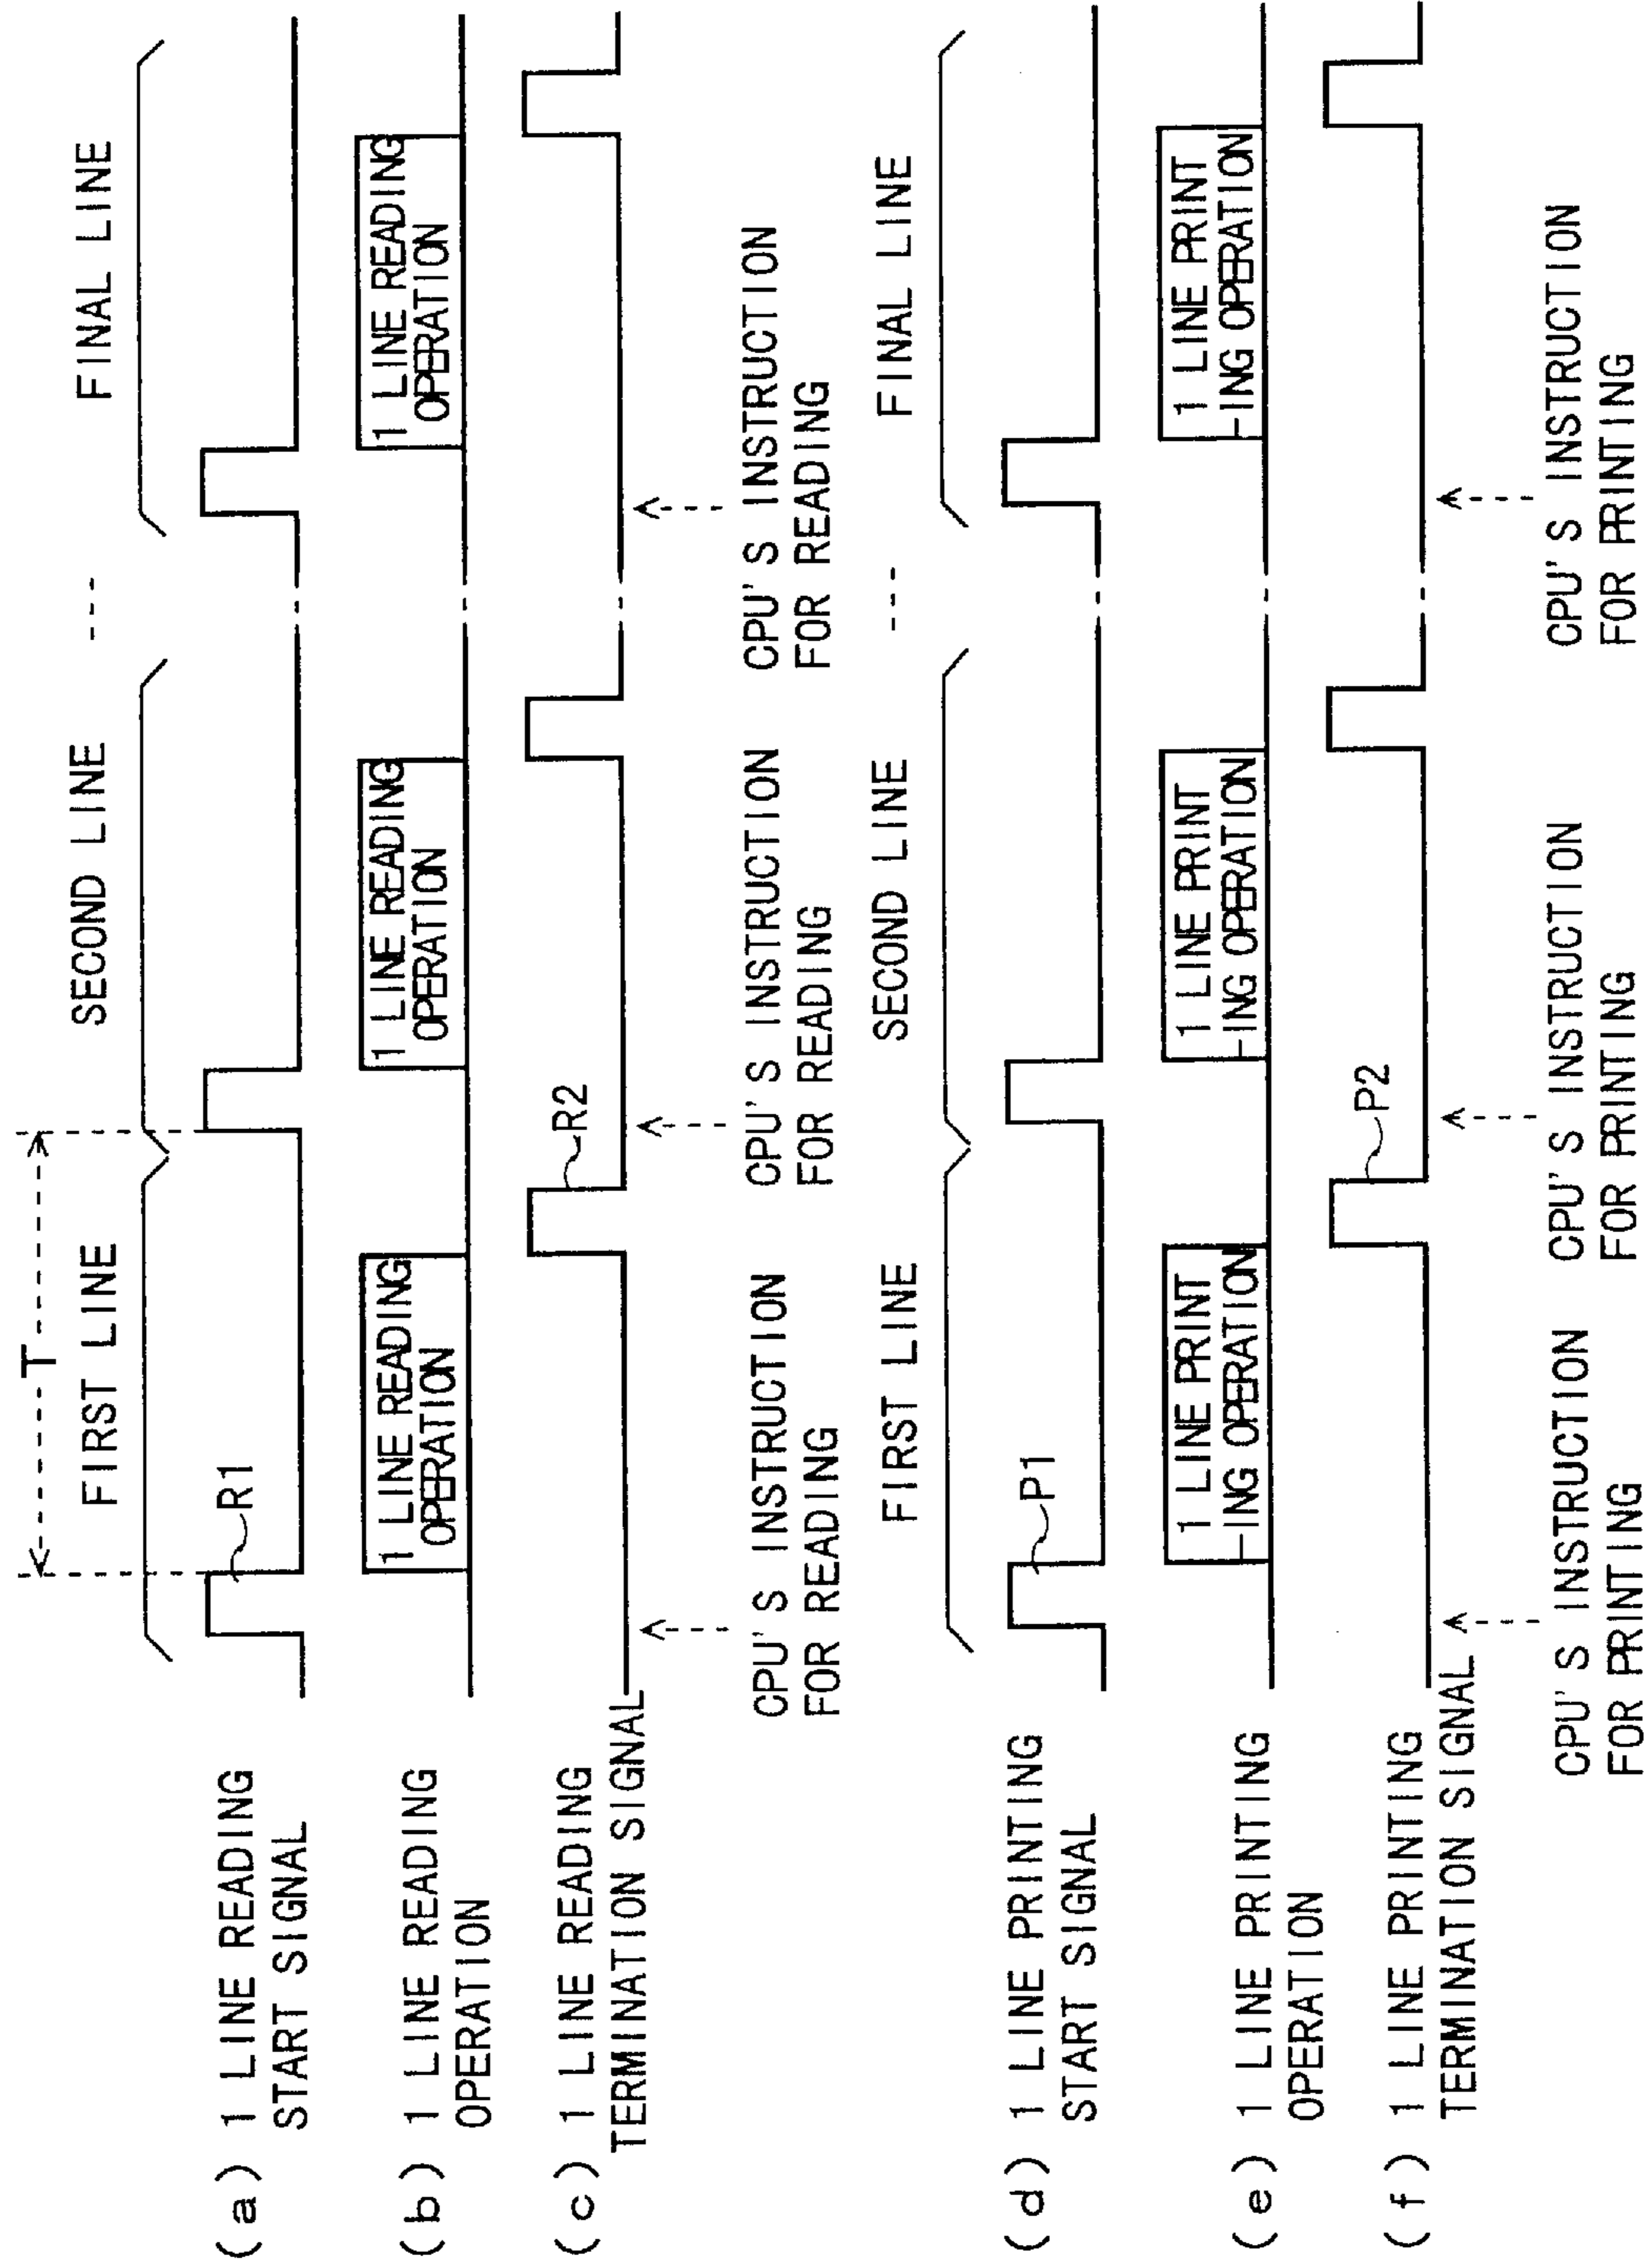 T
FIRST LINE
SECOND LINE
---
FINAL LINE
(a) 1 LINE READING
START SIGNAL
R1
(b) 1 LINE READING
OPERATION
1 LINE READING
OPERATION
1 LINE READING
OPERATION
1 LINE READING
OPERATION
(c) 1 LINE READING
TERMINATION SIGNAL
R2
CPU'S INSTRUCTION
FOR READING
CPU'S INSTRUCTION
FOR READING
CPU'S INSTRUCTION
FOR READING
FIRST LINE
SECOND LINE
---
FINAL LINE
(d) 1 LINE PRINTING
START SIGNAL
P1
(e) 1 LINE PRINTING
OPERATION
1 LINE PRINT
-ING OPERATION
1 LINE PRINT
-ING OPERATION
1 LINE PRINT
-ING OPERATION
(f) 1 LINE PRINTING
TERMINATION SIGNAL
P2
CPU'S INSTRUCTION
FOR PRINTING
CPU'S INSTRUCTION
FOR PRINTING
CPU'S INSTRUCTION
FOR PRINTING